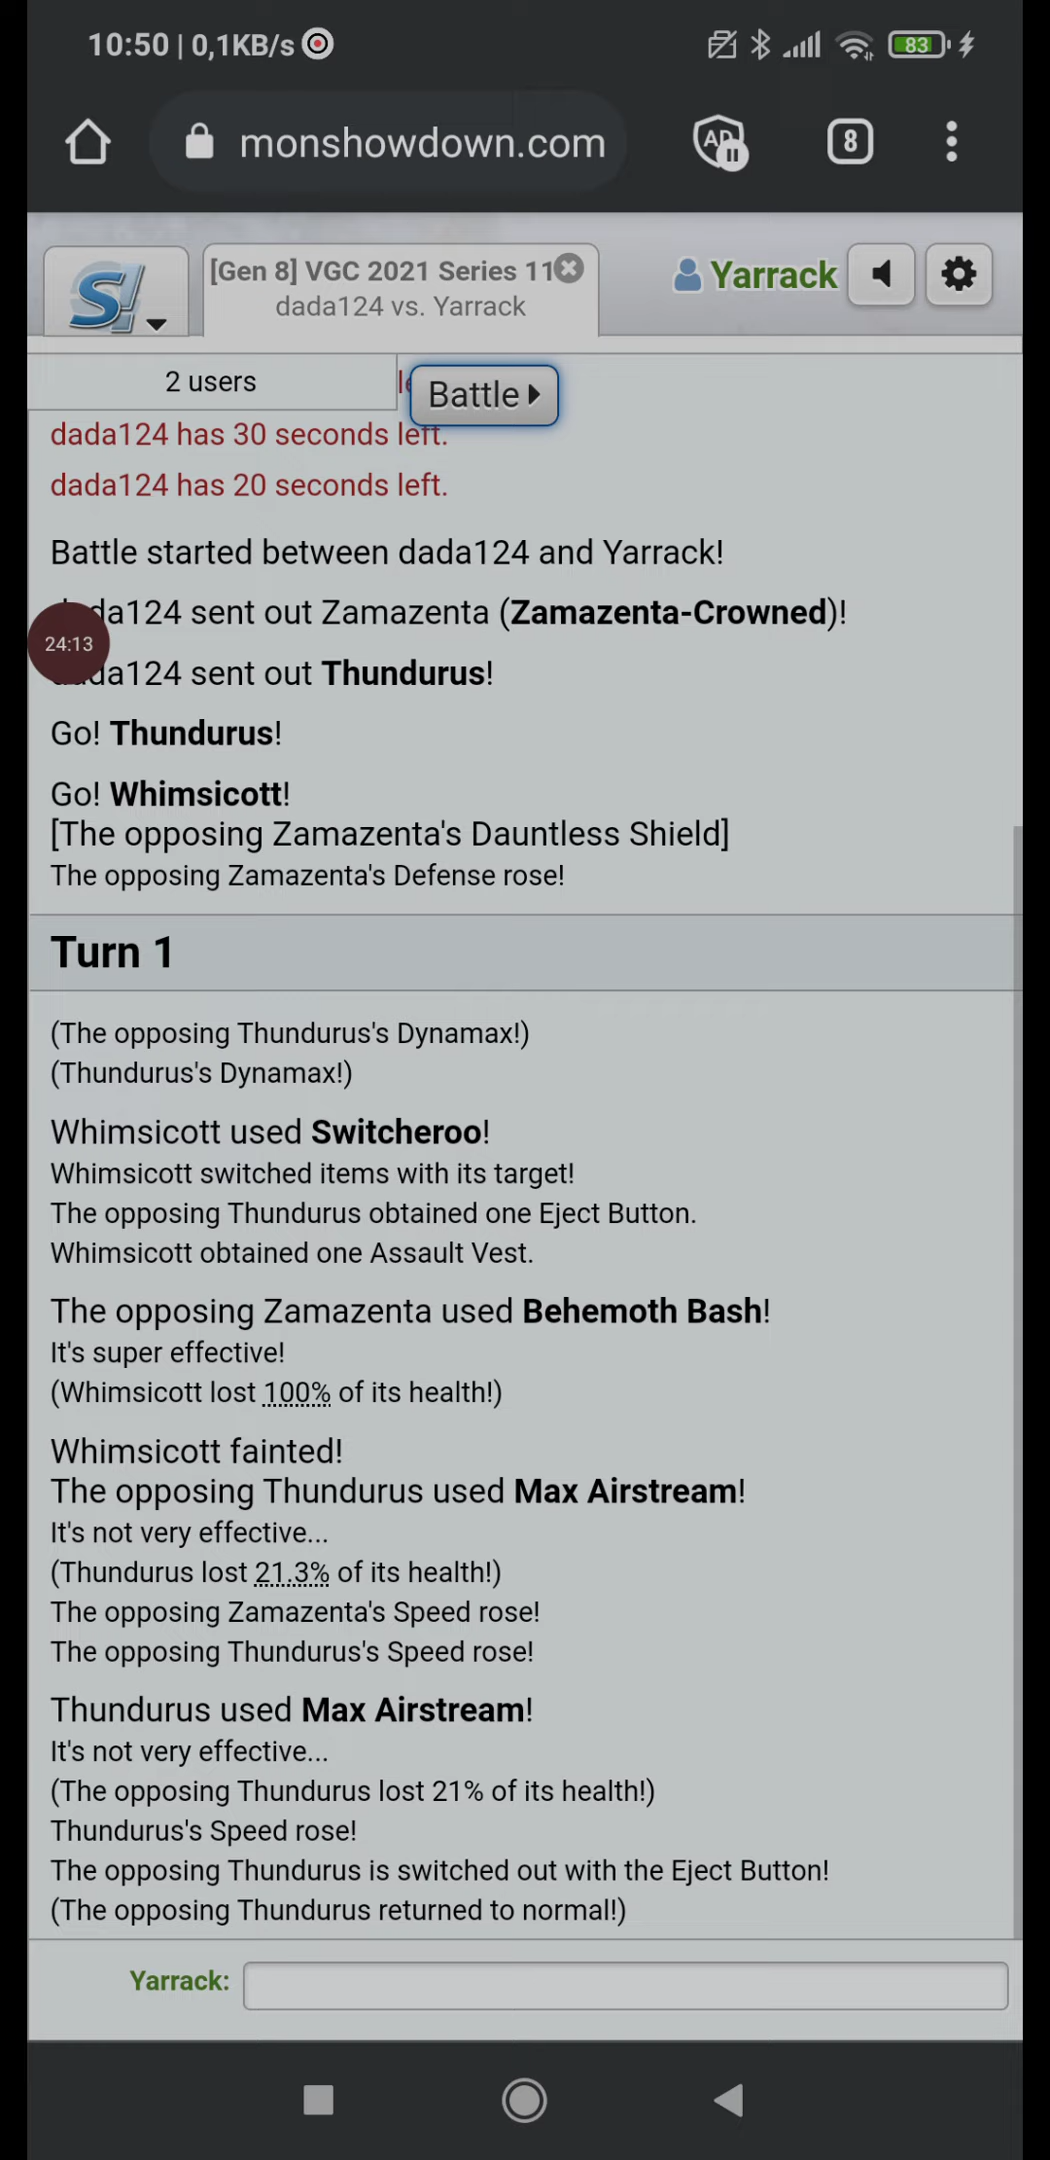 10:50 | 0,1KB/s
83
monshowdown.com
AD
8
S!
[Gen 8] VGC 2021 Series 11
dada124 vs. Yarrack
Yarrack
2 users
Battle
dada124 has 30 seconds left.
dada124 has 20 seconds left.
Battle started between dada124 and Yarrack!
da124 sent out Zamazenta (Zamazenta-Crowned)!
24:13
da124 sent out Thundurus!
Go! Thundurus!
Go! Whimsicott!
[The opposing Zamazenta's Dauntless Shield]
The opposing Zamazenta's Defense rose!
Turn 1
(The opposing Thundurus's Dynamax!)
(Thundurus's Dynamax!)
Whimsicott used Switcheroo!
Whimsicott switched items with its target!
The opposing Thundurus obtained one Eject Button.
Whimsicott obtained one Assault Vest.
The opposing Zamazenta used Behemoth Bash!
It's super effective!
(Whimsicott lost 100% of its health!)
Whimsicott fainted!
The opposing Thundurus used Max Airstream!
It's not very effective...
(Thundurus lost 21.3% of its health!)
The opposing Zamazenta's Speed rose!
The opposing Thundurus's Speed rose!
Thundurus used Max Airstream!
It's not very effective...
(The opposing Thundurus lost 21% of its health!)
Thundurus's Speed rose!
The opposing Thundurus is switched out with the Eject Button!
(The opposing Thundurus returned to normal!)
Yarrack: